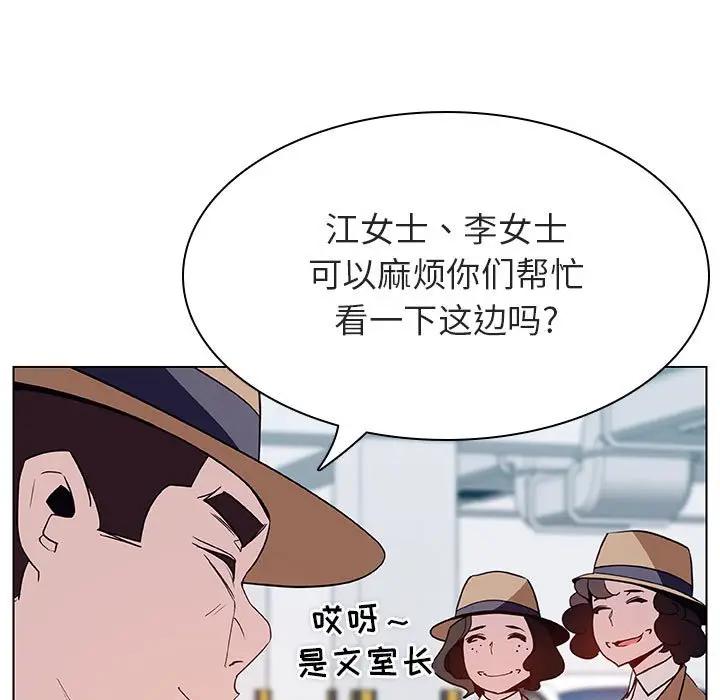 江女士、李女士
可以麻烦你们帮忙
看一下这边吗?
哎呀~
是文室长